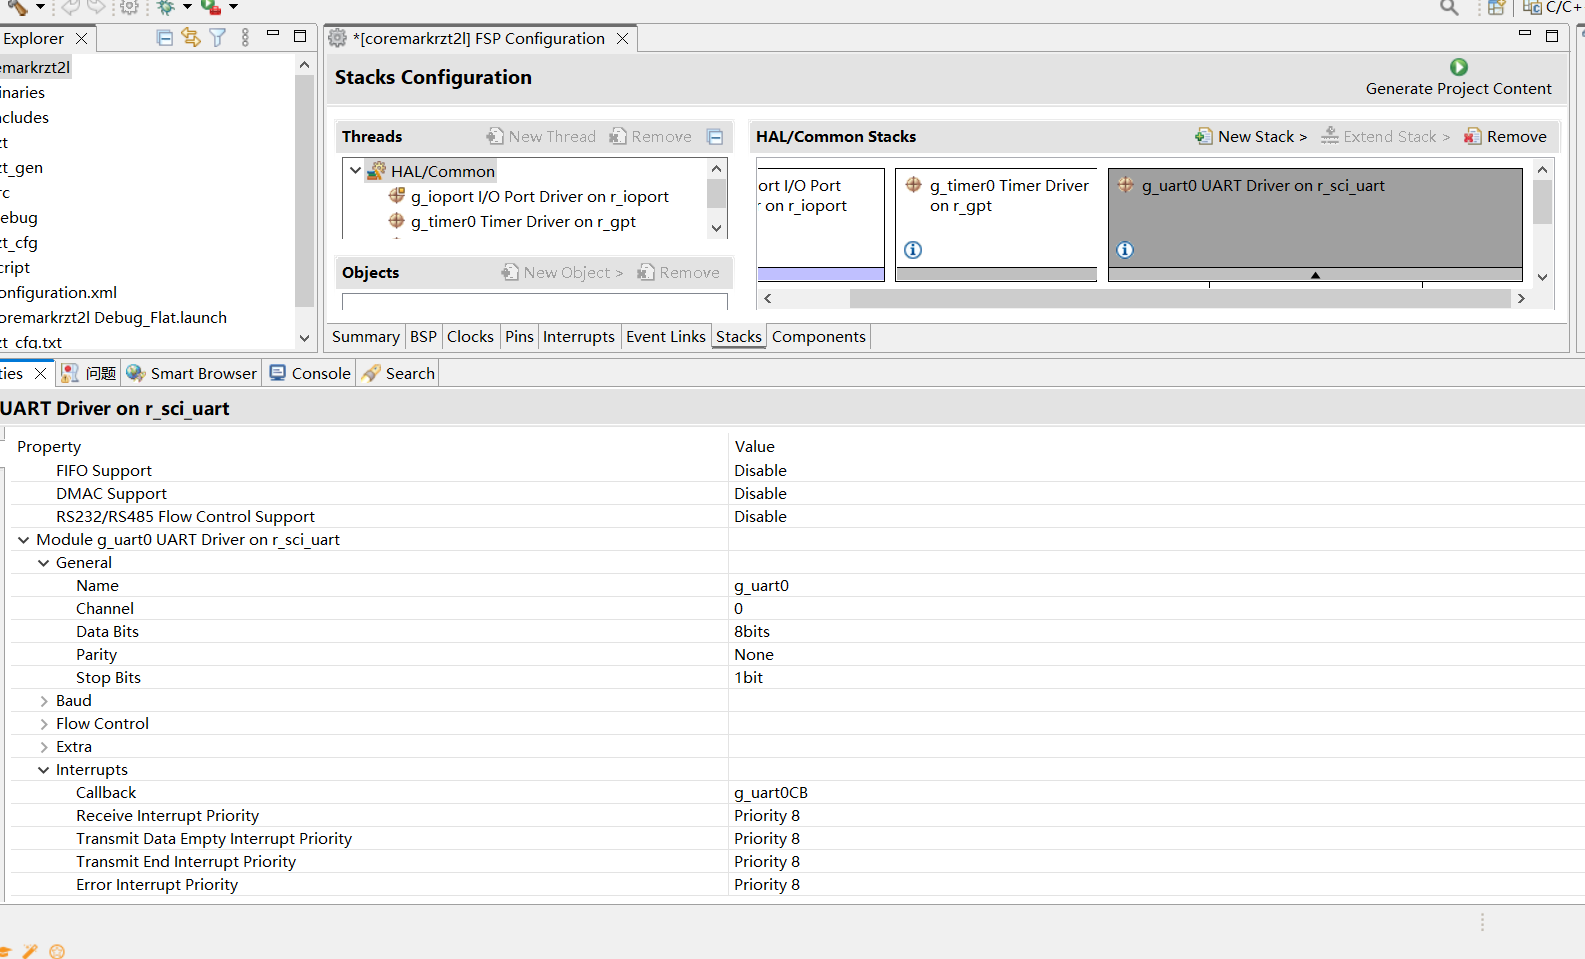 C/C+
Explorer
*[coremarkrzt2l] FSP Configuration
emarkrzt2l
inaries
ncludes
zt
zt_gen
rc
ebug
zt_cfg
cript
onfiguration.xml
oremarkrzt2l Debug_Flat.launch
zt_cfg.txt
Stacks Configuration
Generate Project Content
Threads
New Thread
Remove
HAL/Common
g_ioport I/O Port Driver on r_ioport
g_timer0 Timer Driver on r_gpt
Objects
New Object >
Remove
HAL/Common Stacks
New Stack >
Extend Stack >
Remove
ort I/O Port
r on r_ioport
g_timer0 Timer Driver
on r_gpt
g_uart0 UART Driver on r_sci_uart
Summary
BSP
Clocks
Pins
Interrupts
Event Links
Stacks
Components
ties
问题
Smart Browser
Console
Search
UART Driver on r_sci_uart
Property Value
FIFO Support Disable
DMAC Support Disable
RS232/RS485 Flow Control Support Disable
Module g_uart0 UART Driver on r_sci_uart
General
Name g_uart0
Channel 0
Data Bits 8bits
Parity None
Stop Bits 1bit
Baud
Flow Control
Extra
Interrupts
Callback g_uart0CB
Receive Interrupt Priority Priority 8
Transmit Data Empty Interrupt Priority Priority 8
Transmit End Interrupt Priority Priority 8
Error Interrupt Priority Priority 8